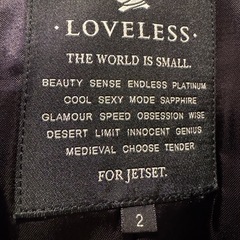 · LOVELESS ·
THE WORLD IS SMALL.
BEAUTY SENSE ENDLESS PLATINUM
COOL SEXY MODE SAPPHIRE
GLAMOUR SPEED OBSESSION WISE
DESERT LIMIT INNOCENT GENIUS
MEDIEVAL CHOOSE TENDER
FOR JETSET.
2